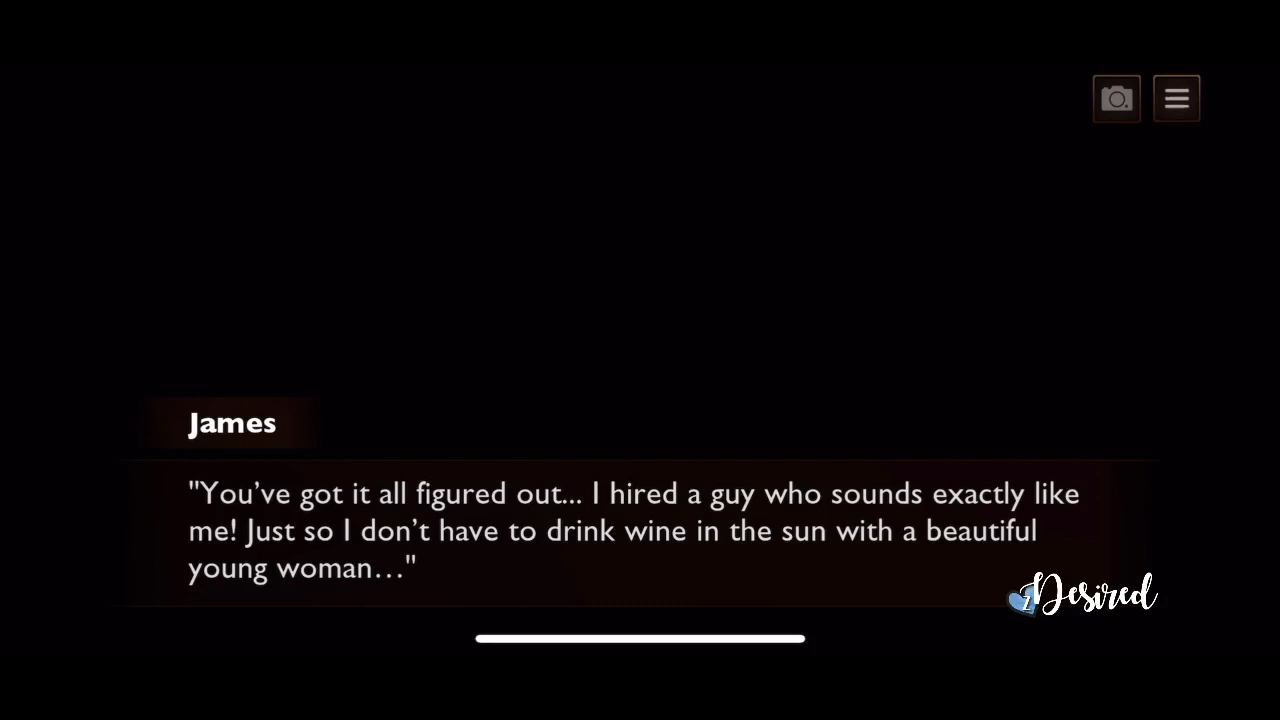 James
"You’ve got it all figured out... I hired a guy who sounds exactly like
me! Just so I don’t have to drink wine in the sun with a beautiful
young woman…"
zDesired